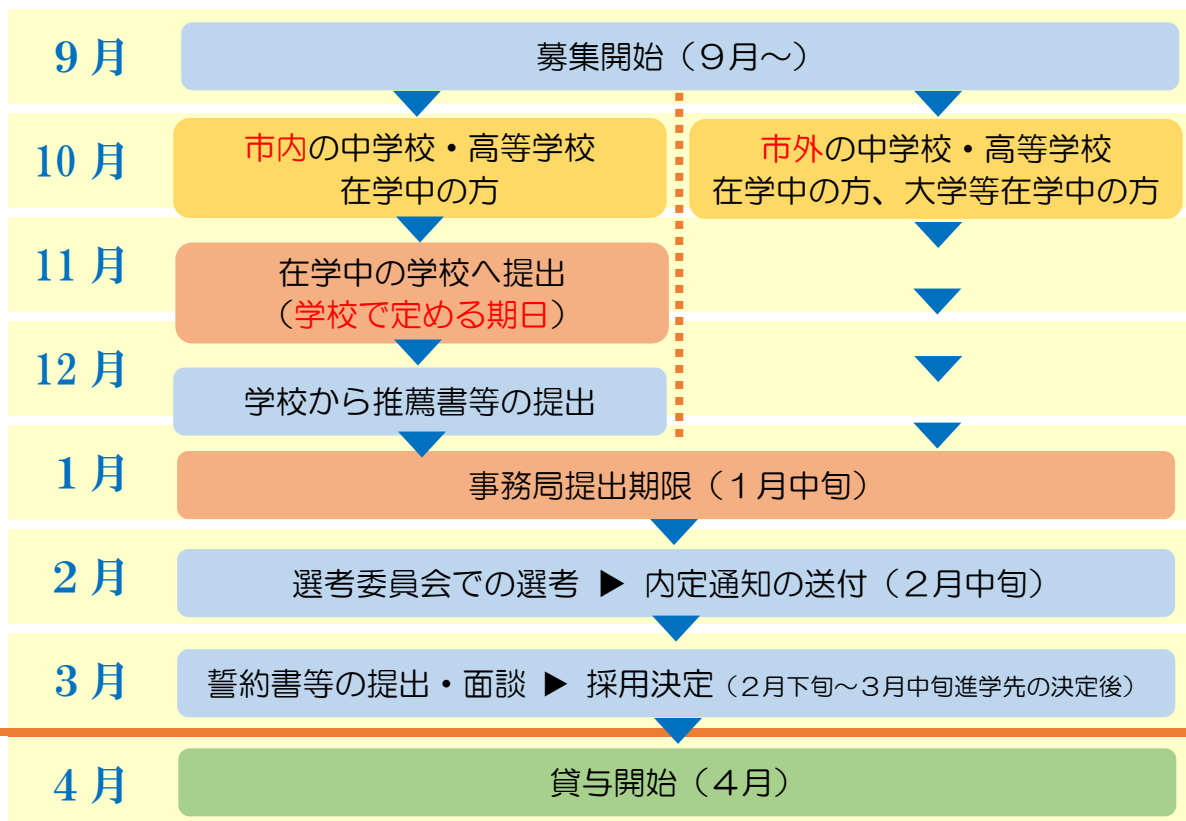 9月
募集開始（９月～）
10月
市内の中学校・高等学校
在学中の方
市外の中学校・高等学校
在学中の方、大学等在学中の方
11月
在学中の学校へ提出
（学校で定める期日）
12月
学校から推薦書等の提出
1月
事務局提出期限（１月中旬）
2月
選考委員会での選考 ▶ 内定通知の送付（２月中旬）
3月
誓約書等の提出・面談 ▶ 採用決定（２月下旬～３月中旬進学先の決定後）
4月
貸与開始（４月）